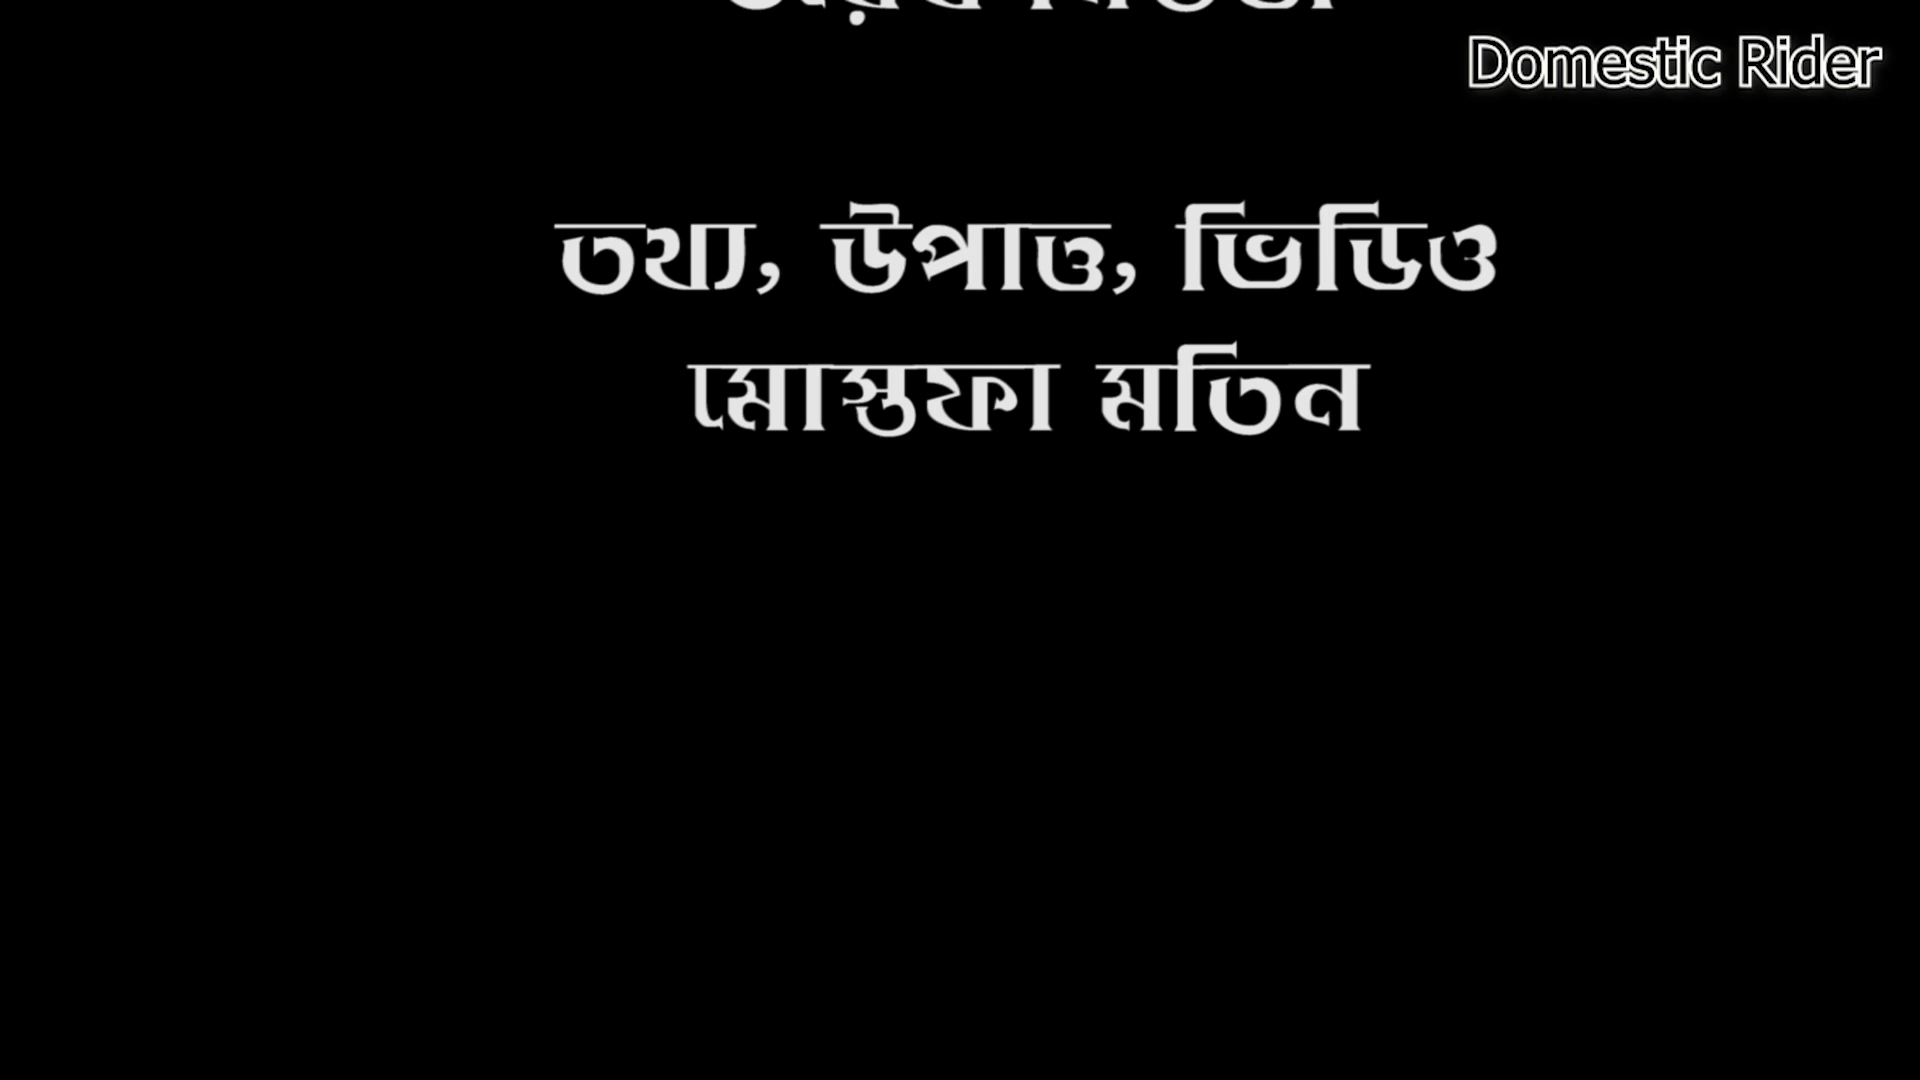 Domestic Rider
তথ্য, উপাত্ত, ভিডিও
মোস্তফা মতিন